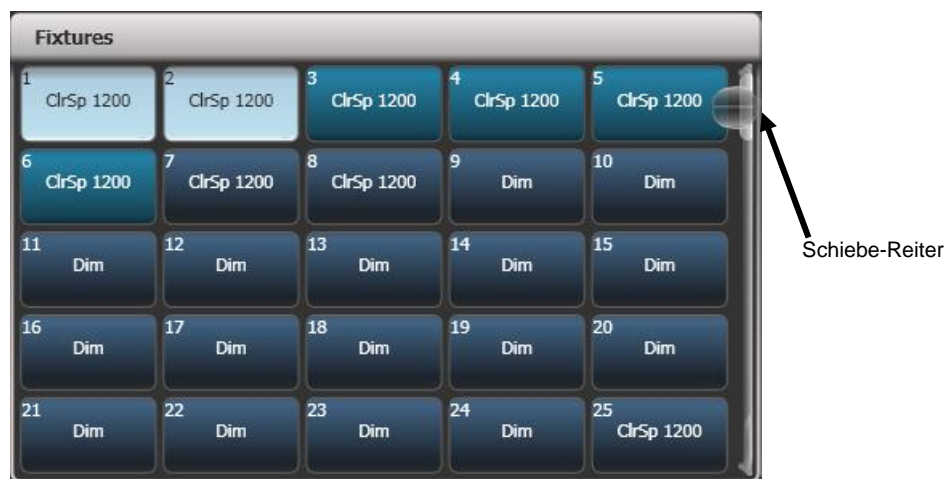 Fixtures
1 2 3 4 5
ClrSp 1200 ClrSp 1200 ClrSp 1200 ClrSp 1200 ClrSp 1200
6 7 8 9 10
ClrSp 1200 ClrSp 1200 ClrSp 1200 Dim Dim
11 12 13 14 15
Dim Dim Dim Dim Dim
Schiebe-Reiter
16 17 18 19 20
Dim Dim Dim Dim Dim
21 22 23 24 25
Dim Dim Dim Dim ClrSp 1200